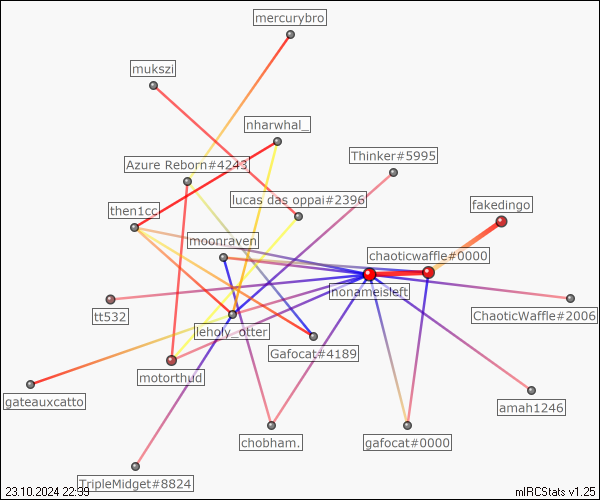 mercurybro
mukszi
nharwhal_
Thinker#5995
Azure Reborn#4243
lucas das oppai#2396
fakedingo
then1cc
moonraven
chaoticwaffle#0000
nonameisleft
tt532
ChaoticWaffle#2006
leholy_otter
Gafocat#4189
motorthud
gateauxcatto
amah1246
chobham.
gafocat#0000
TripleMidget#8824
23.10.2024 22:39
mIRCStats v1.25